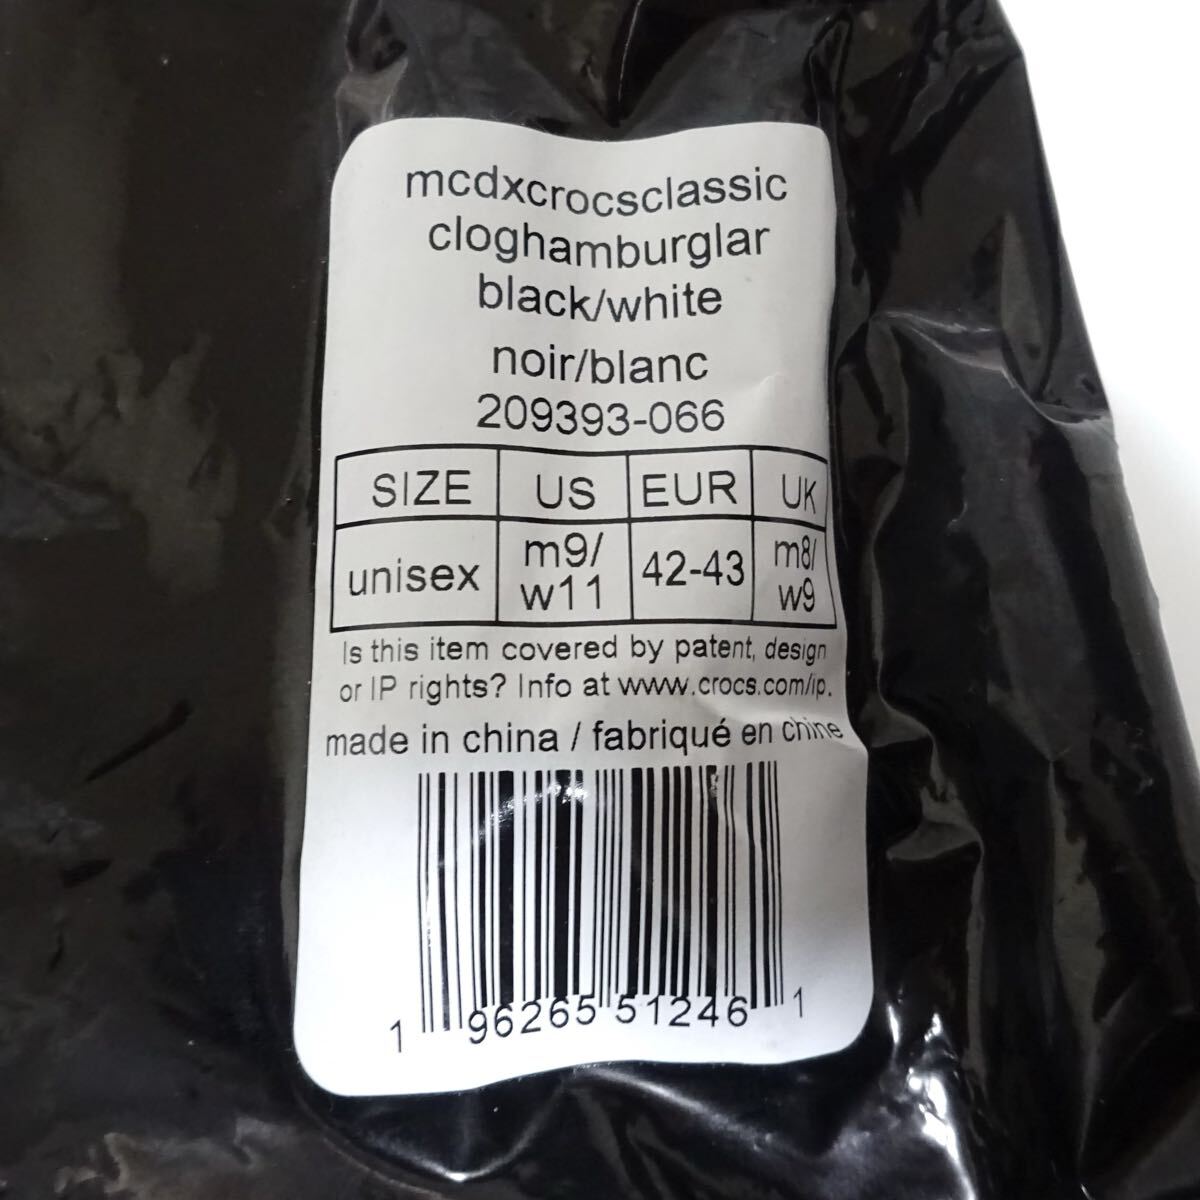 mcdxcrocsclassic
cloghamburglar
black/white
noir/blanc
209393-066
SIZE US EUR UK
unisex m9/ w11 42-43 m8/ w9
Is this item covered by patent, design
or IP rights? Info at www.crocs.com/ip.
made in china / fabriqué en chine
1 96265 51246 1